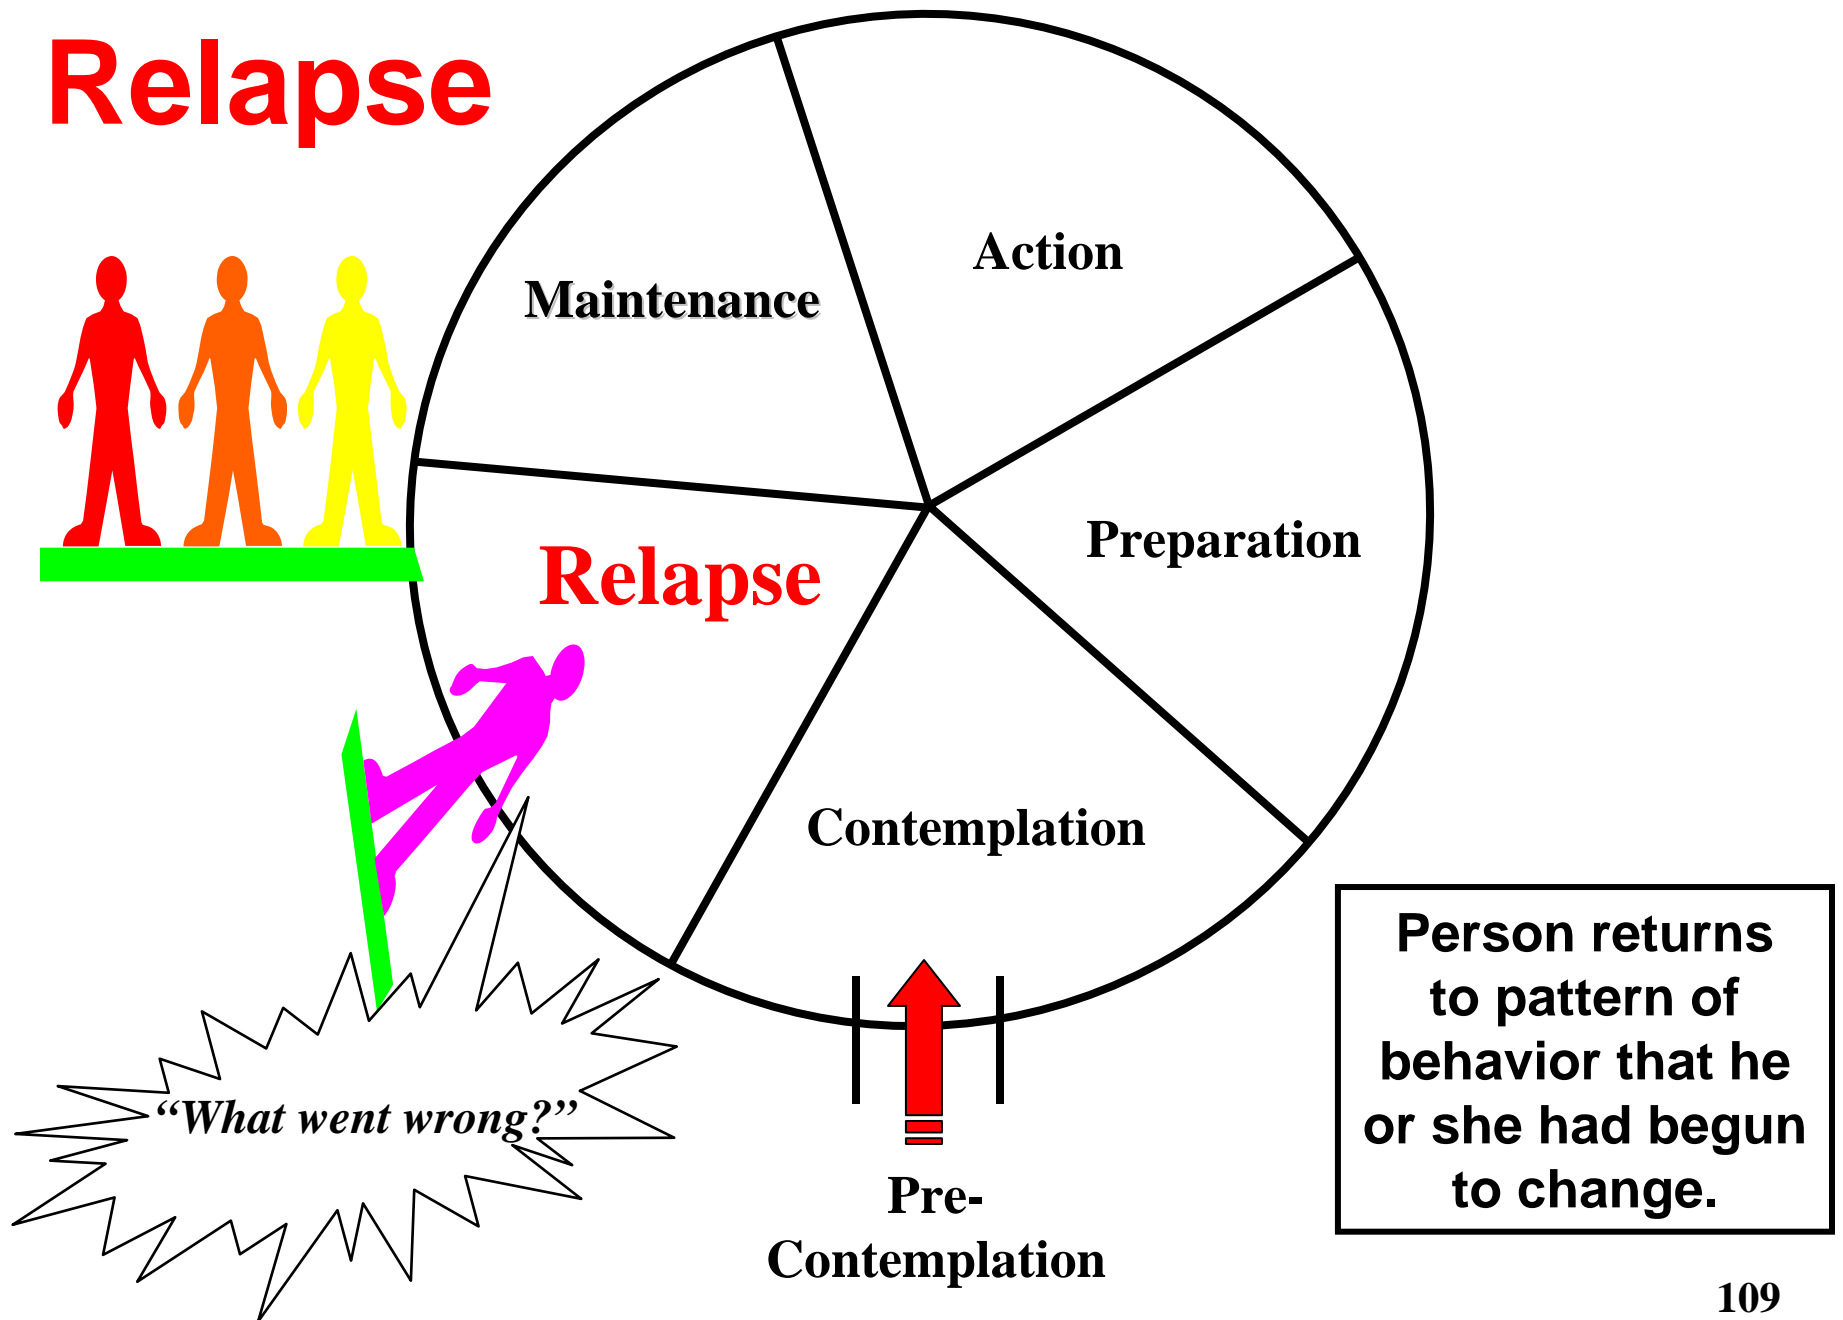 Relapse
Action
Maintenance
Preparation
Relapse
Contemplation
Person returns
to pattern of
behavior that he
or she had begun
to change.
“What went wrong?”
Pre-
Contemplation
109